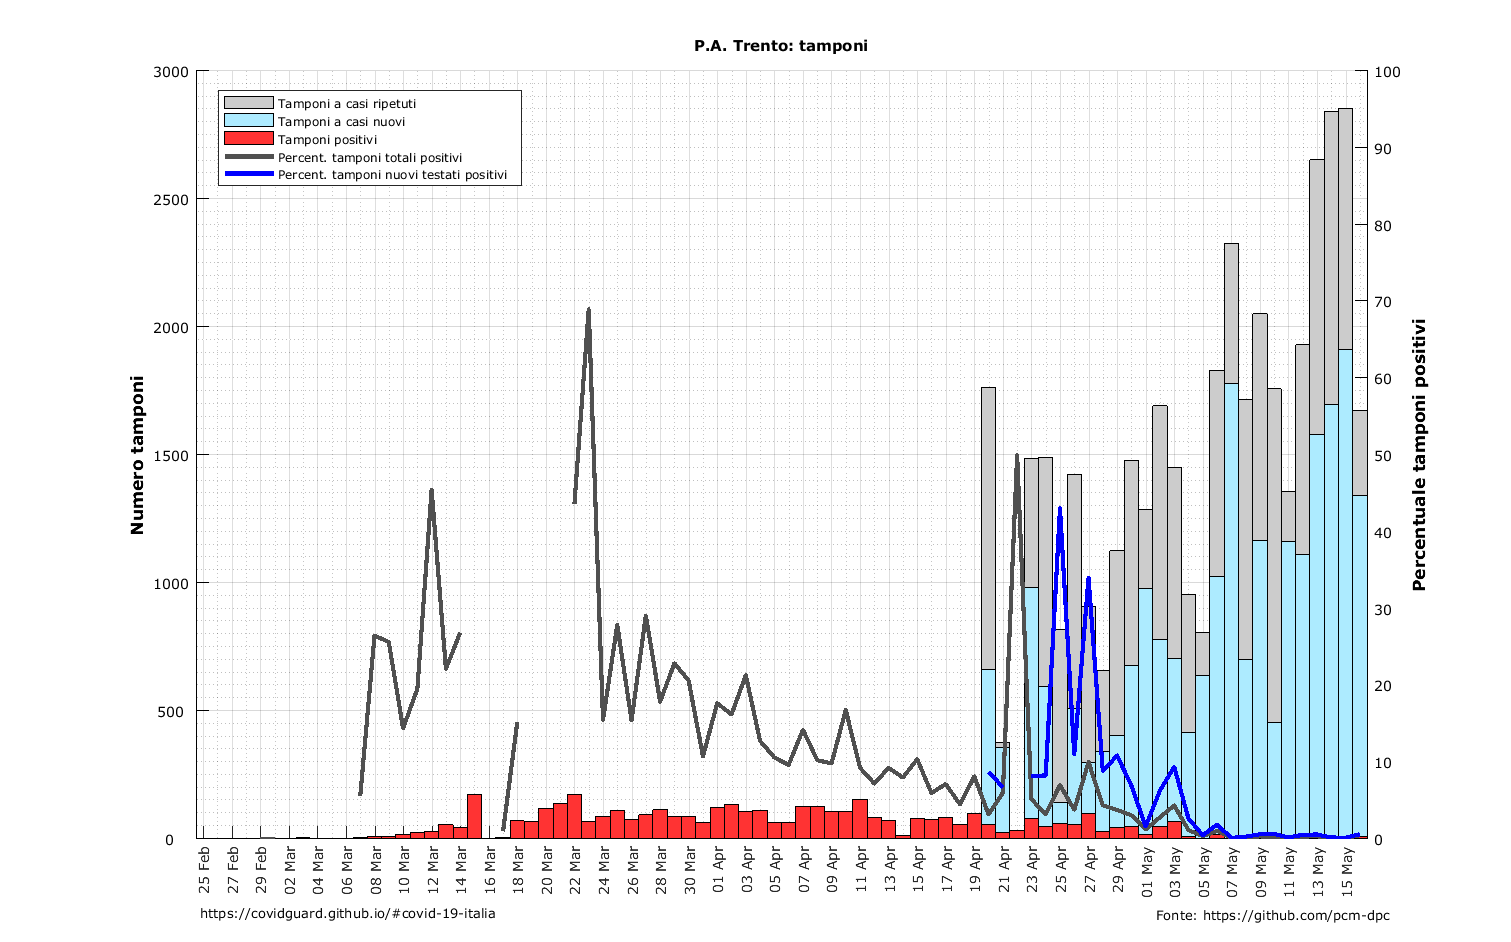 P.A. Trento: tamponi
3000
2500
2000
1500
1000
500
0
100
90
80
70
60
50
40
30
20
10
0
Tamponi a casi ripetuti
Tamponi a casi nuovi
Tamponi positivi
Percent. tamponi totali positivi
Percent. tamponi nuovi testati positivi
Numero tamponi
Percentuale tamponi positivi
25 Feb
27 Feb
29 Feb
02 Mar
04 Mar
06 Mar
08 Mar
10 Mar
12 Mar
14 Mar
16 Mar
18 Mar
20 Mar
22 Mar
24 Mar
26 Mar
28 Mar
30 Mar
01 Apr
03 Apr
05 Apr
07 Apr
09 Apr
11 Apr
13 Apr
15 Apr
17 Apr
19 Apr
21 Apr
23 Apr
25 Apr
27 Apr
29 Apr
01 May
03 May
05 May
07 May
09 May
11 May
13 May
15 May
https://covidguard.github.io/#covid-19-italia
Fonte: https://github.com/pcm-dpc